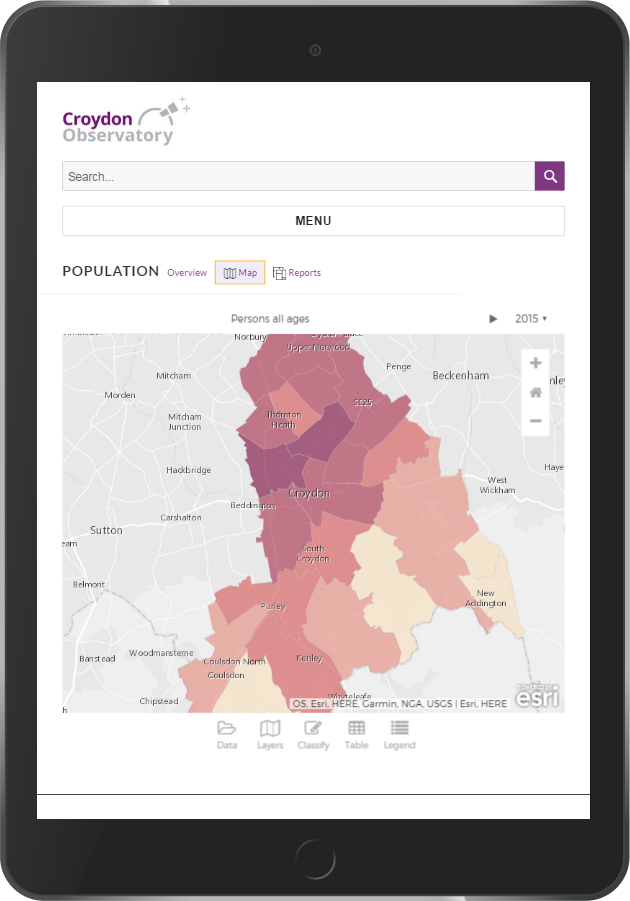 Croydon
Observatory
Search...
MENU
POPULATION Overview Map Reports
Persons all ages 2015
Norbury
Upper Norwood
Penge
Mitcham
Beckenham
Morden
SE25
Mitcham
Junction
Thornton
Heath
Hackbridge
Haye
West
Wickham
Croydon
Beddington
Carshalton
Sutton
eam
South
Croydon
Belmont
New
Addington
Purley
Banstead
Woodmansterne
Coulsdon North
Kenley
Coulsdon
Whyteleafe
Chipstead
h
OS, Esri, HERE, Garmin, NGA, USGS | Esri, HERE
esri
Data Layers Classify Table Legend